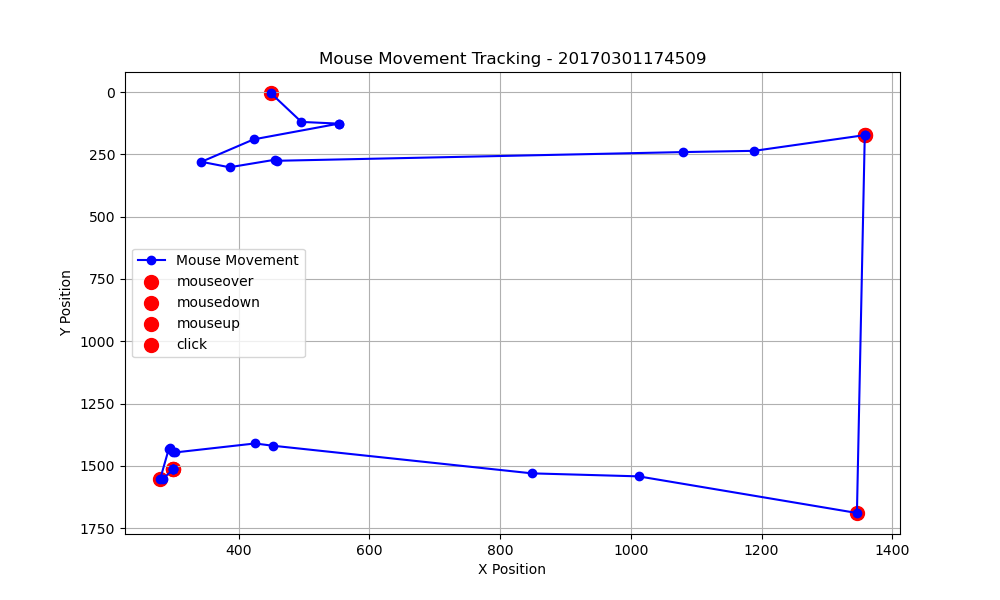 Mouse Movement Tracking - 20170301174509
0
250
500
750
1000
1250
1500
1750
Y Position
Mouse Movement
mouseover
mousedown
mouseup
click
400
600
800
1000
1200
1400
X Position